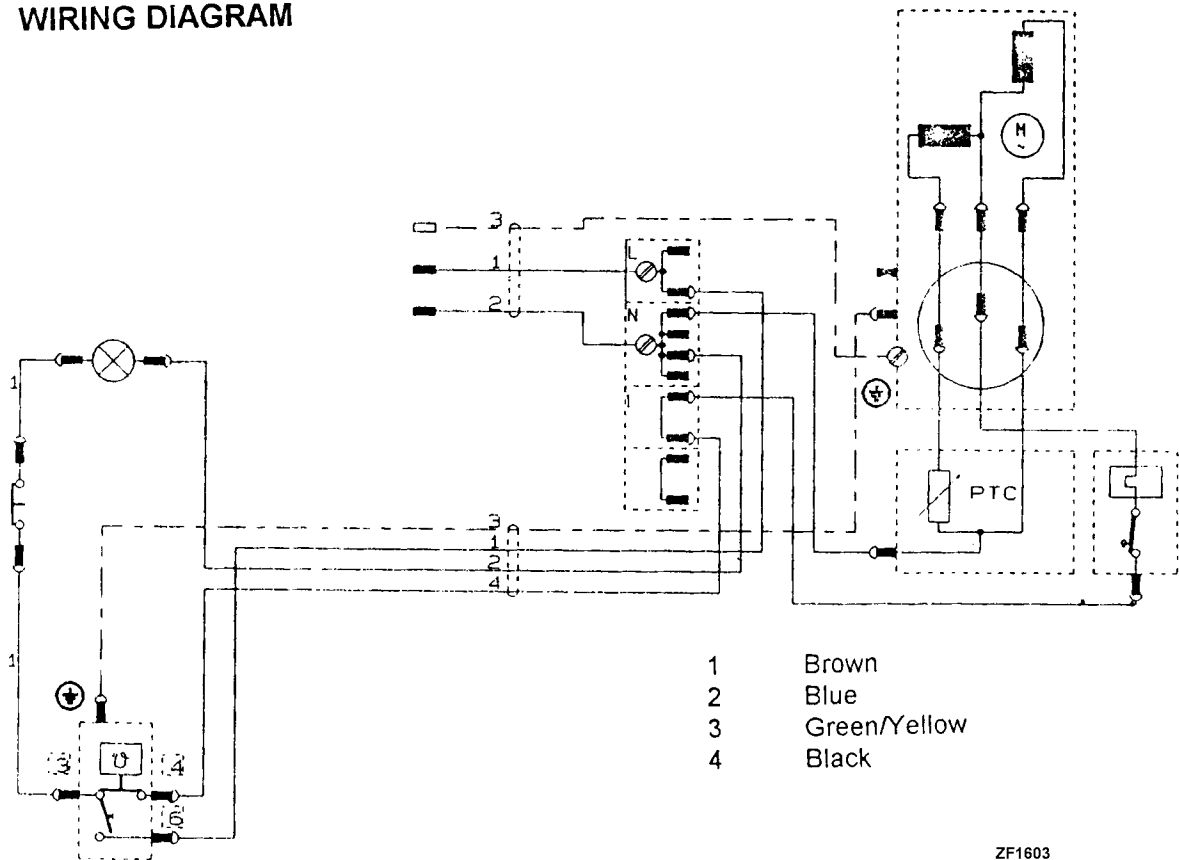 WIRING DIAGRAM
M
~
3
1
2
L
N
I
PTC
1
3
1
2
4
1
3
4
6
ϑ
1 Brown
2 Blue
3 Green/Yellow
4 Black
ZF1603